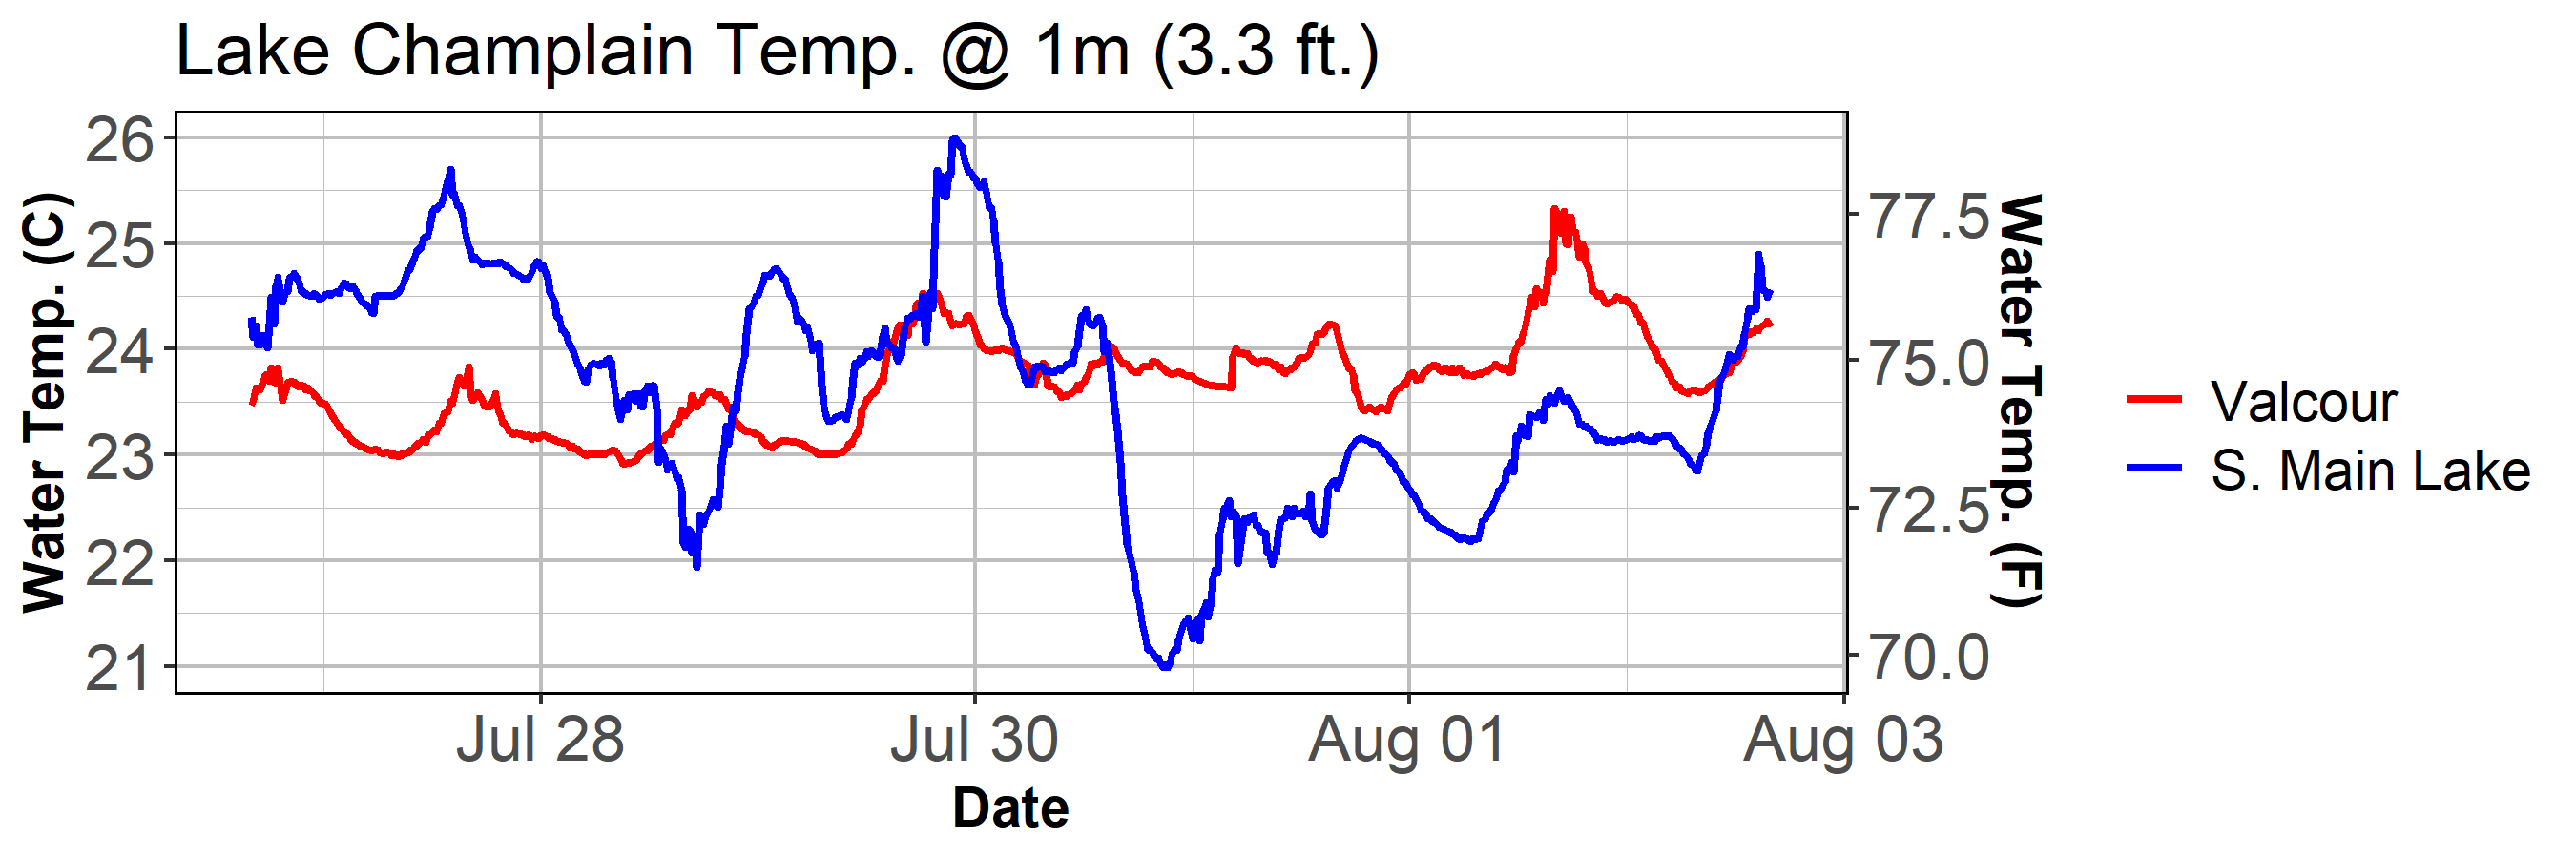 Lake Champlain Temp. @ 1m (3.3 ft.)
Water Temp. (C)
26
25
24
23
22
21
77.5
75.0
72.5
70.0
Water Temp. (F)
Jul 28
Jul 30
Aug 01
Aug 03
Date
Valcour
S. Main Lake